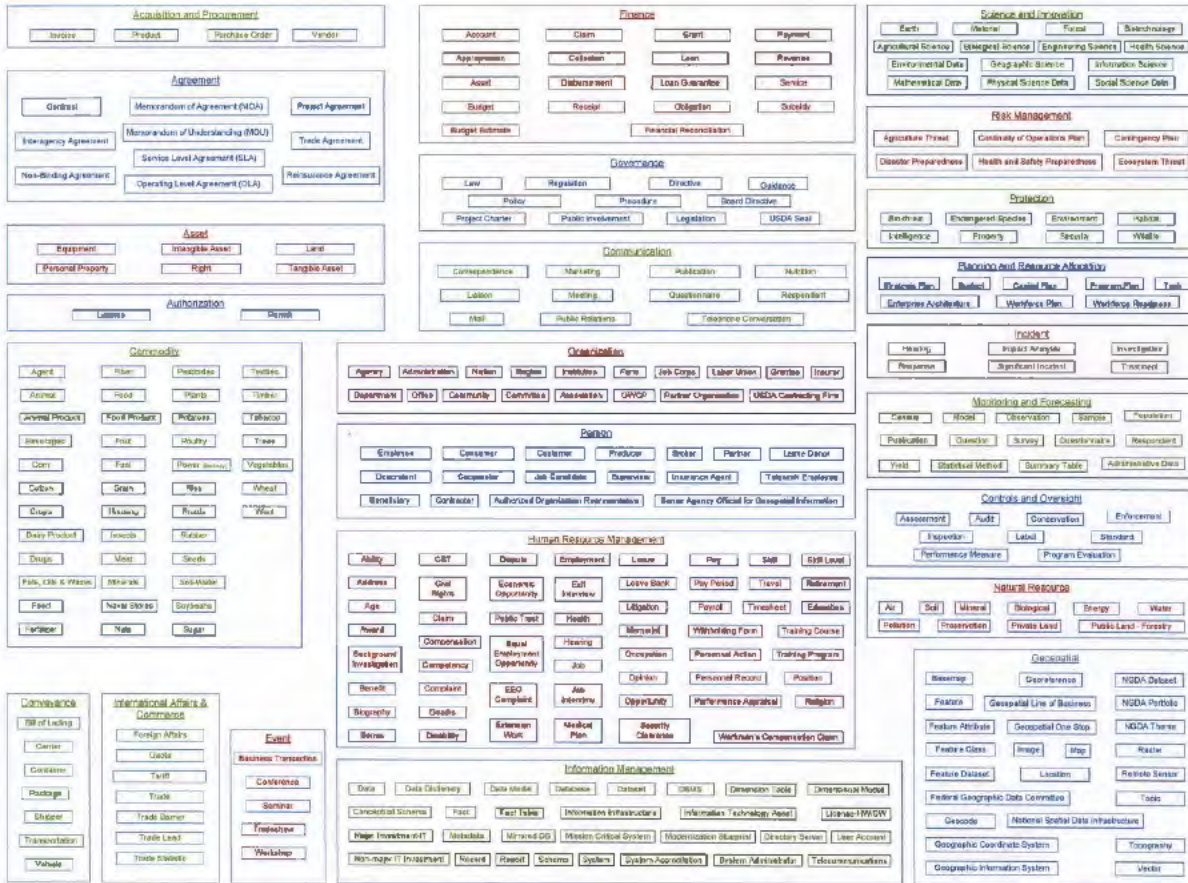 Acquisition and Procurement
Invoice Product Purchase Order Vendor
Agreement
Contract Memorandum of Agreement (MOA) Project Agreement
Interagency Agreement Memorandum of Understanding (MOU) Trade Agreement
Service Level Agreement (SLA)
Non-Binding Agreement Operating Level Agreement (OLA) Reinsurance Agreement
Asset
Equipment Intangible Asset Land
Personal Property Right Tangible Asset
Authorization
License Permit
Finance
Account Claim Grant Payment
Appropriation Collection Loan Revenue
Asset Disbursement Loan Guarantee Service
Budget Receipt Obligation Subsidy
Budget Estimate Financial Reconciliation
Governance
Law Regulation Directive Guidance
Policy Procedure Board Directive
Project Charter Public Involvement Legislation USDA Seal
Communication
Correspondence Marketing Publication Nutrition
Liaison Meeting Questionnaire Respondent
Mail Public Relations Telephone Conversation
Science and Innovation
Earth Material Forest Biotechnology
Agricultural Science Biological Science Engineering Science Health Science
Environmental Data Geographic Science Information Science
Mathematical Data Physical Science Data Social Science Data
Risk Management
Agriculture Threat Continuity of Operations Plan Contingency Plan
Disaster Preparedness Health and Safety Preparedness Ecosystem Threat
Protection
Endangered Species Environment Habitat
Intelligence Property Security Wildlife
Planning and Resource Allocation
Strategic Plan Budget Capital Plan Program Plan Task
Enterprise Architecture Workforce Plan Workforce Readiness
Incident
Hearing Impact Analysis Investigation
Response Significant Incident Treatment
Monitoring and Forecasting
Census Model Observation Sample Population
Publication Question Survey Questionnaire Respondent
Yield Statistical Method Summary Table Administrative Data
Controls and Oversight
Assessment Audit Conservation Enforcement
Inspection Label Standard
Performance Measure Program Evaluation
Natural Resource
Air Soil Mineral Biological Energy Water
Pollution Preservation Private Land Public Land - Forestry
Commodity
Agent Fiber Pesticides Textiles
Animal Food Plants Timber
Animal Product Food Product Potatoes Tobacco
Beverages Fruit Poultry Trees
Corn Fuel Power Vegetables
Cotton Grain Rice Wheat
Crops Housing Wool
Dairy Product Insects Rubber
Drugs Meat Seeds
Fats, Oils & Waxes Minerals
Feed Naval Stores Soybeans
Fertilizer Nuts Sugar
Organization
Agency Administration Nation Region Institution Farm Job Corps Labor Union Grantee Insurer
Department Office Community Committee Association OWCP Partner Organization USDA Contracting Firm
Person
Employee Consumer Customer Producer Broker Partner Leave Donor
Dependent Cooperator Job Candidate Supervisor Insurance Agent Telework Employee
Beneficiary Contractor Authorized Organization Representative Senior Agency Official for Geospatial Information
Human Resource Management
Ability CBT Dispute Employment Leave Pay Skill Skill Level
Address Civil Rights Economic Opportunity Exit Interview Leave Bank Pay Period Travel Retirement
Age Claim Public Trust Health Litigation Payroll Timesheet Education
Award Compensation Equal Employment Opportunity Hearing Memorial Withholding Form Training Course
Background Investigation Competency Job Occupation Personnel Action Training Program
Benefit Complaint EEO Complaint Job Interview Opinion Personnel Record Position
Biography Deaths Opportunity Performance Appraisal Religion
Bonus Disability Extension Work Medical Plan Security Clearance Workman's Compensation Claim
Information Management
Data Data Dictionary Data Model Database Dataset DBMS Dimension Table Dimensional Model
Conceptual Schema Fact Fact Table Information Infrastructure Information Technology Asset License-HW/SW
Major Investment-IT Metadata Mirrored DB Mission Critical System Modernization Blueprint Directory Server User Account
Non-major IT Investment Record Report Schema System System Accreditation System Administrator Telecommunications
Conveyance
Bill of Lading
Carrier
Container
Package
Shipper
Transportation
Vehicle
International Affairs & Commerce
Foreign Affairs
Quota
Tariff
Trade
Trade Barrier
Trade Lead
Trade Statistic
Event
Business Transaction
Conference
Seminar
Tradeshow
Workshop
Geospatial
Basemap Georeference NGDA Dataset
Feature Geospatial Line of Business NGDA Portfolio
Feature Attribute Geospatial One Stop NGDA Theme
Feature Class Image Map Raster
Feature Dataset Location Remote Sensor
Federal Geographic Data Committee Tools
Geocode National Spatial Data Infrastructure
Geographic Coordinate System Topography
Geographic Information System Vector